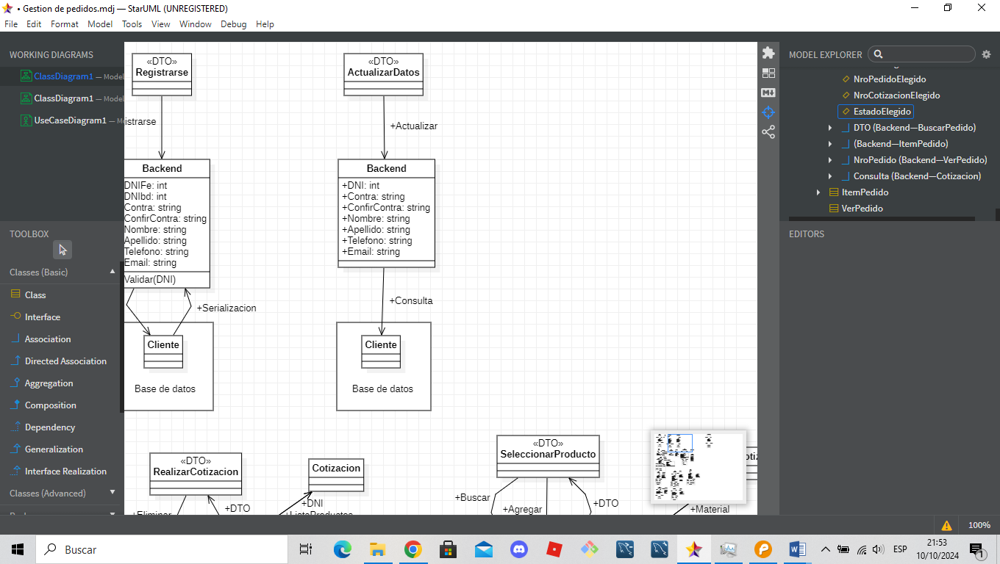 • Gestion de pedidos.mdj — StarUML (UNREGISTERED)
File Edit Format Model Tools View Window Debug Help
WORKING DIAGRAMS
ClassDiagram1 — Model
ClassDiagram1 — Model
UseCaseDiagram1 — Mo
TOOLBOX
Classes (Basic)
Class
Interface
Association
Directed Association
Aggregation
Composition
Dependency
Generalization
Interface Realization
Classes (Advanced)
«DTO»
Registrarse
istrarse
Backend
DNIFe: int
DNIbd: int
Contra: string
ConfirContra: string
Nombre: string
Apellido: string
Telefono: string
Email: string
Validar(DNI)
+Serializacion
Cliente
Base de datos
«DTO»
ActualizarDatos
+Actualizar
Backend
+DNI: int
+Contra: string
+ConfirContra: string
+Nombre: string
+Apellido: string
+Telefono: string
+Email: string
+Consulta
Cliente
Base de datos
«DTO»
RealizarCotizacion
+Eliminar
+DTO
Cotizacion
+DNI
+ListaProductos
«DTO»
SeleccionarProducto
+Buscar
+Agregar
+DTO
+Material
MODEL EXPLORER
NroPedidoElegido
NroCotizacionElegido
EstadoElegido
DTO (Backend—BuscarPedido)
(Backend—ItemPedido)
NroPedido (Backend—VerPedido)
Consulta (Backend—Cotizacion)
ItemPedido
VerPedido
EDITORS
100%
Buscar
ESP
21:53
10/10/2024
1